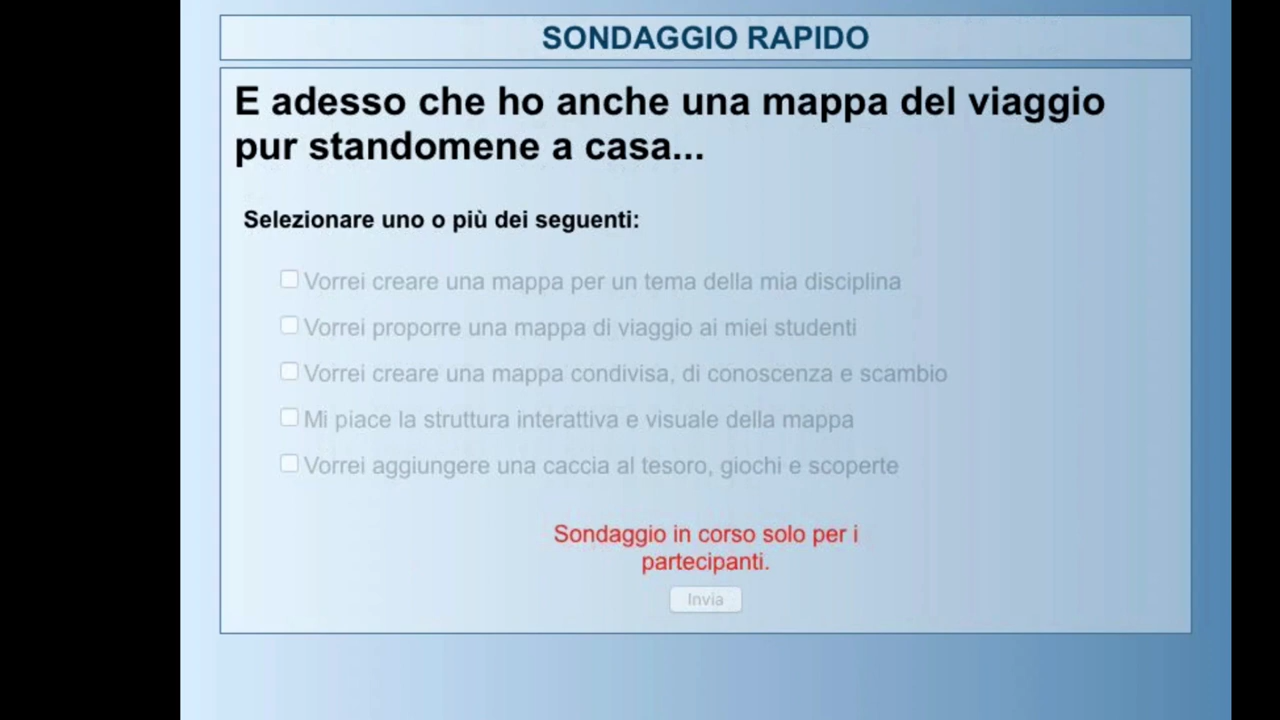 SONDAGGIO RAPIDO
E adesso che ho anche una mappa del viaggio
pur standomene a casa...
Selezionare uno o più dei seguenti:
Vorrei creare una mappa per un tema della mia disciplina
Vorrei proporre una mappa di viaggio ai miei studenti
Vorrei creare una mappa condivisa, di conoscenza e scambio
Mi piace la struttura interattiva e visuale della mappa
Vorrei aggiungere una caccia al tesoro, giochi e scoperte
Sondaggio in corso solo per i
partecipanti.
Invia